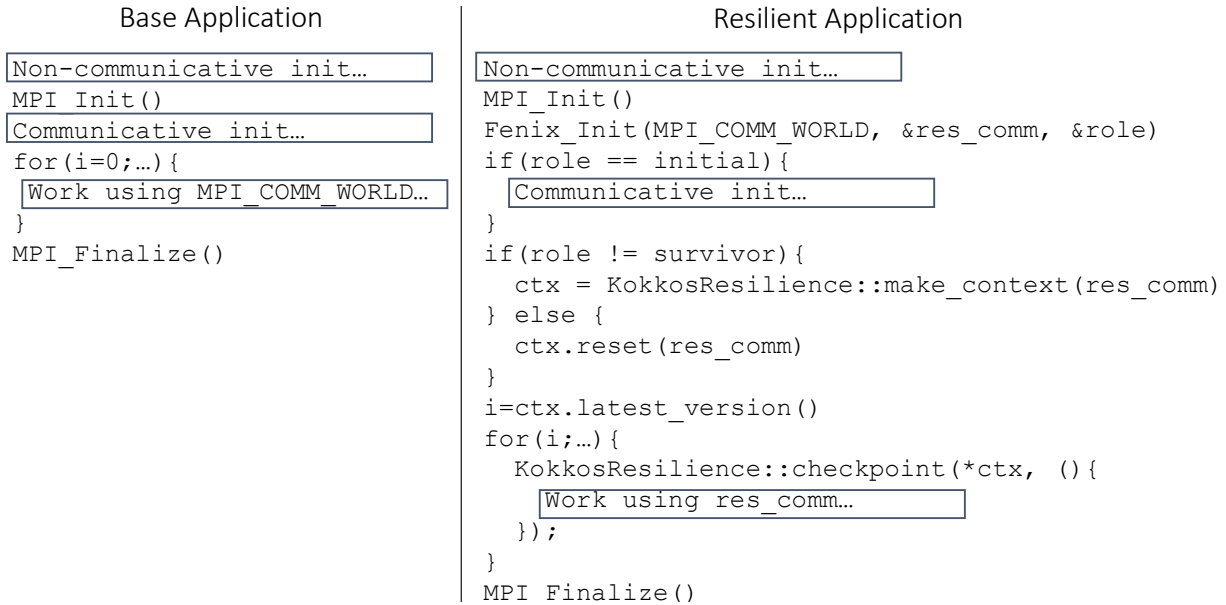 Base Application
Non-communicative init…
MPI_Init()
Communicative init…
for(i=0;…){
Work using MPI_COMM_WORLD…
}
MPI_Finalize()
Resilient Application
Non-communicative init…
MPI_Init()
Fenix_Init(MPI_COMM_WORLD, &res_comm, &role)
if(role == initial){
Communicative init…
}
if(role != survivor){
ctx = KokkosResilience::make_context(res_comm)
} else {
ctx.reset(res_comm)
}
i=ctx.latest_version()
for(i;…){
KokkosResilience::checkpoint(*ctx, (){
Work using res_comm…
});
}
MPI_Finalize()